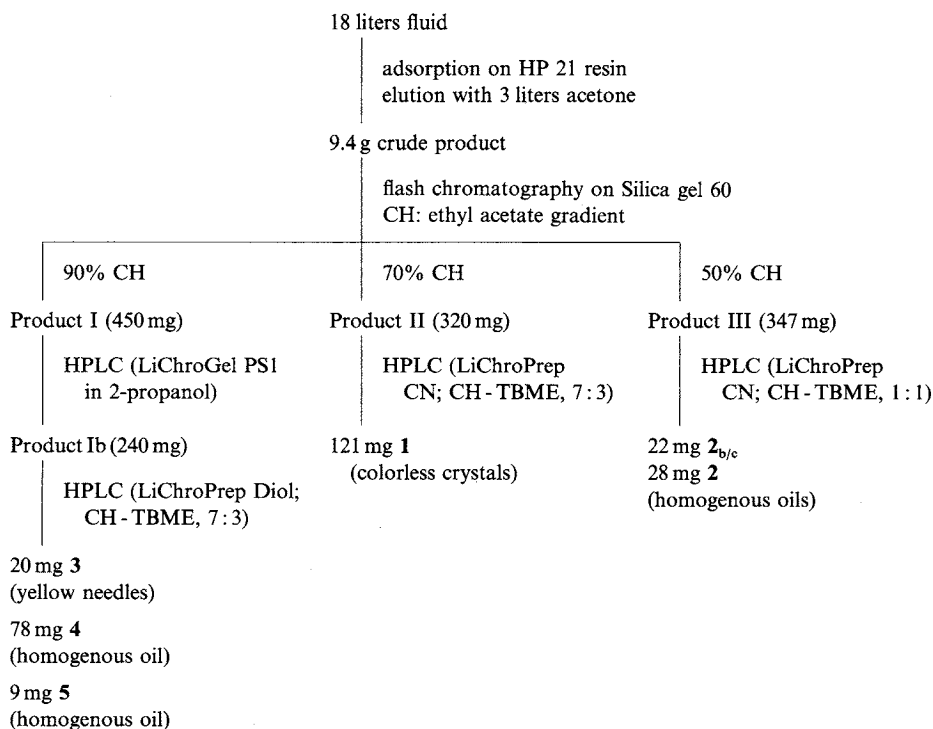 18 liters fluid
adsorption on HP 21 resin
elution with 3 liters acetone
9.4 g crude product
flash chromatography on Silica gel 60
CH: ethyl acetate gradient
90% CH
Product I (450 mg)
HPLC (LiChroGel PS1
in 2-propanol)
Product Ib (240 mg)
HPLC (LiChroPrep Diol;
CH - TBME, 7 : 3)
20 mg 3
(yellow needles)
78 mg 4
(homogenous oil)
9 mg 5
(homogenous oil)
70% CH
Product II (320 mg)
HPLC (LiChroPrep
CN; CH - TBME, 7 : 3)
121 mg 1
(colorless crystals)
50% CH
Product III (347 mg)
HPLC (LiChroPrep
CN; CH - TBME, 1 : 1)
22 mg 2b/c
28 mg 2
(homogenous oils)